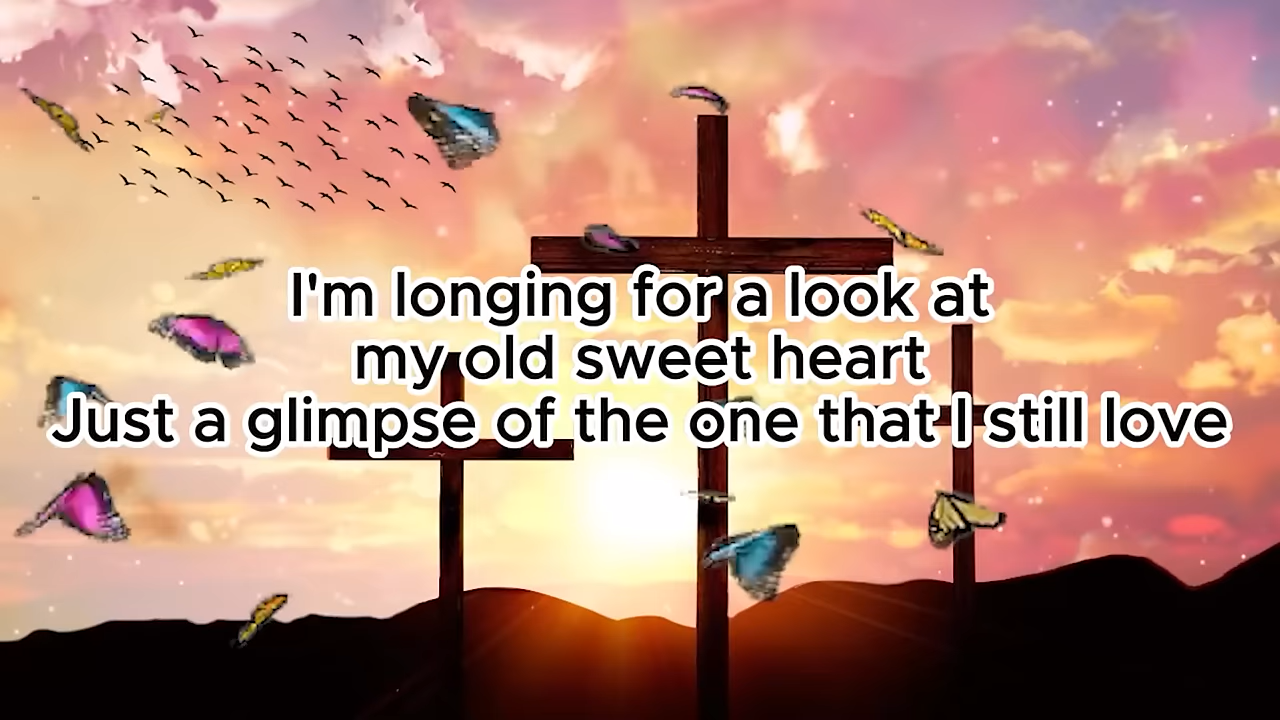 I'm longing for a look at
my old sweet heart
Just a glimpse of the one that I still love